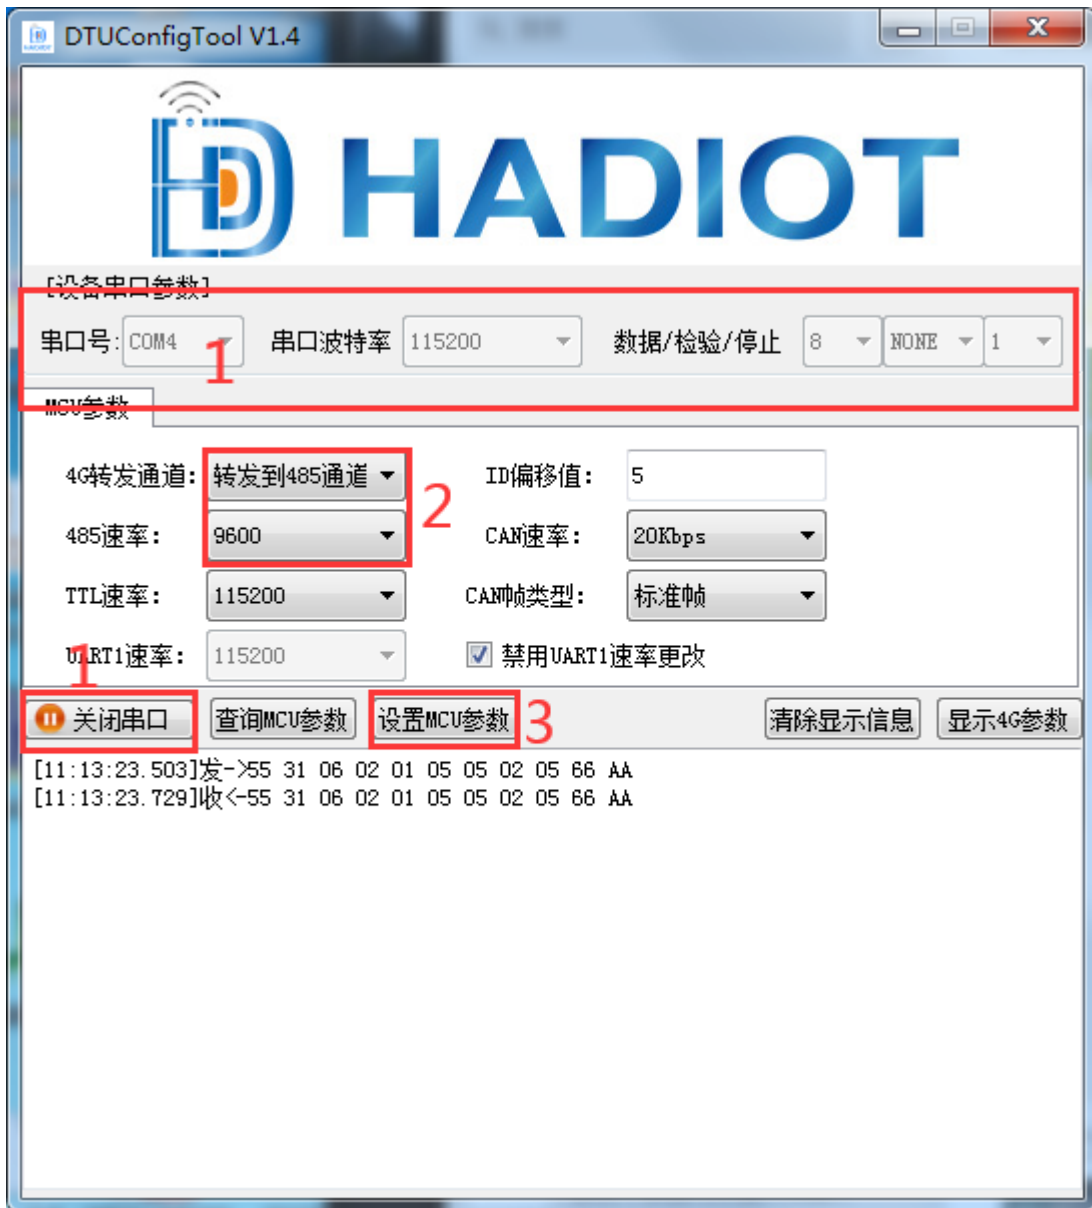 DTUConfigTool V1.4
HADIOT
[设备串口参数]
串口号: COM4 串口波特率 115200 数据/检验/停止 8 NONE 1
1
MCU参数
4G转发通道: 转发到485通道 ID偏移值: 5
2
485速率: 9600 CAN速率: 20Kbps
TTL速率: 115200 CAN帧类型: 标准帧
UART1速率: 115200 禁用UART1速率更改
1
关闭串口 查询MCU参数 设置MCU参数 3 清除显示信息 显示4G参数
[11:13:23.503]发->55 31 06 02 01 05 05 02 05 66 AA
[11:13:23.729]收<-55 31 06 02 01 05 05 02 05 66 AA